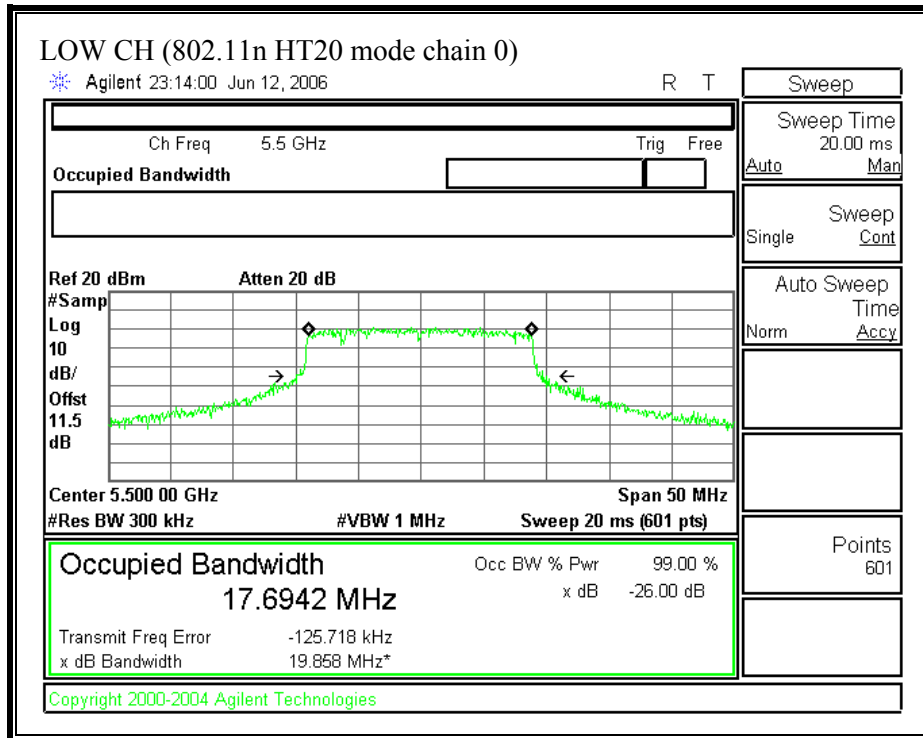 LOW CH (802.11n HT20 mode chain 0)
Agilent 23:14:00 Jun 12, 2006 R T
Ch Freq 5.5 GHz Trig Free
Occupied Bandwidth
Ref 20 dBm Atten 20 dB
#Samp
Log
10
dB/
Offst
11.5
dB
Center 5.500 00 GHz Span 50 MHz
#Res BW 300 kHz #VBW 1 MHz Sweep 20 ms (601 pts)
Occupied Bandwidth Occ BW % Pwr 99.00 %
17.6942 MHz x dB -26.00 dB
Transmit Freq Error -125.718 kHz
x dB Bandwidth 19.858 MHz*
Copyright 2000-2004 Agilent Technologies
Sweep
Sweep Time
20.00 ms
Auto Man
Sweep
Single Cont
Auto Sweep
Time
Norm Accy
Points
601